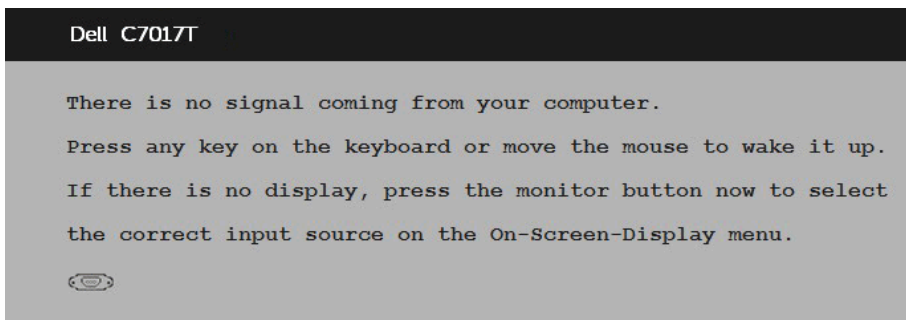 Dell C7017T
There is no signal coming from your computer.
Press any key on the keyboard or move the mouse to wake it up.
If there is no display, press the monitor button now to select
the correct input source on the On-Screen-Display menu.